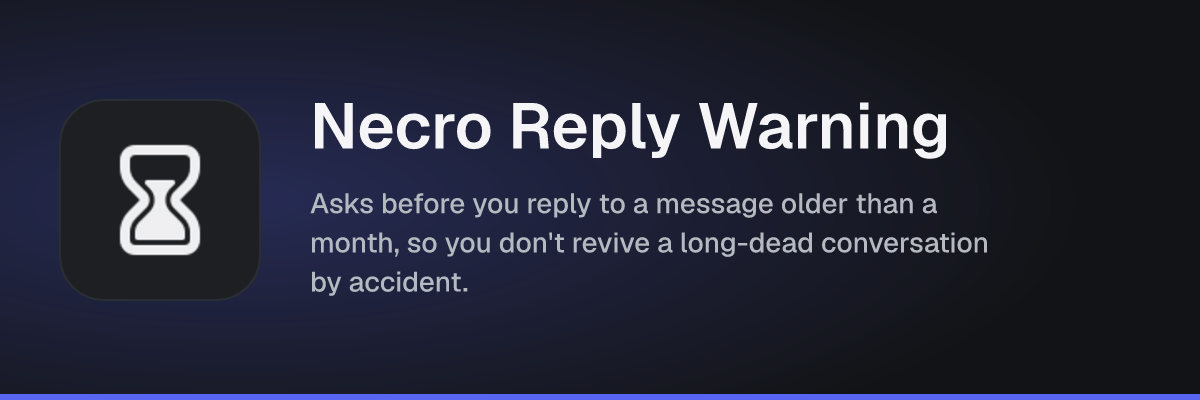 Necro Reply Warning
Asks before you reply to a message older than a
month, so you don't revive a long-dead conversation
by accident.